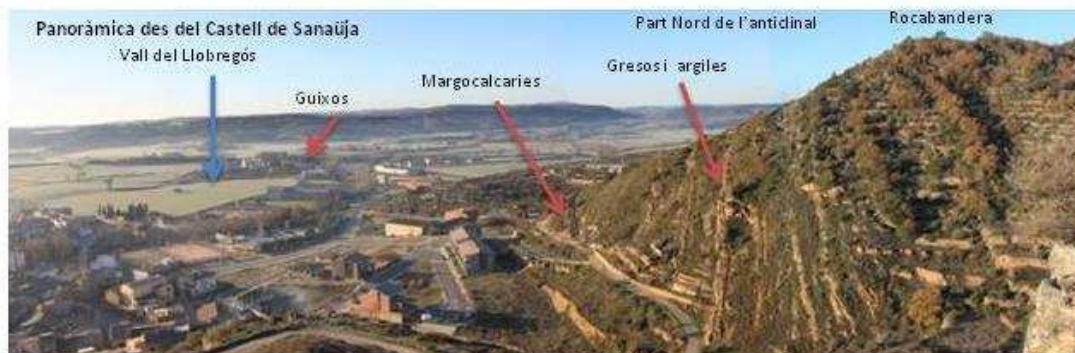 Panoràmica des del Castell de Sanaüja
Vall del Llobregós
Guixos
Margocalcaries
Part Nord de l'anticlinal
Gresos i argiles
Rocabandera